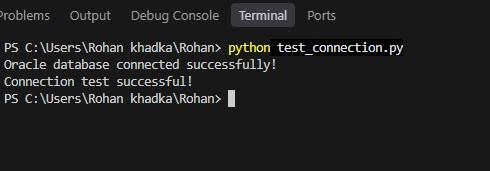 Problems Output Debug Console Terminal Ports
PS C:\Users\Rohan khadka\Rohan> python test_connection.py
Oracle database connected successfully!
Connection test successful!
PS C:\Users\Rohan khadka\Rohan>